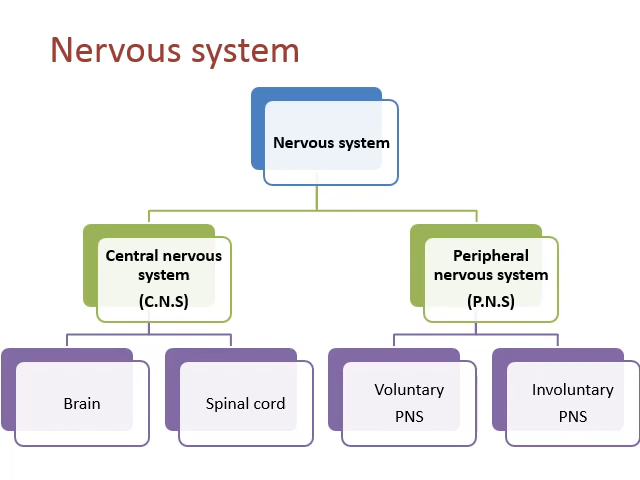 Nervous system
Nervous system
Central nervous
system
(C.N.S)
Peripheral
nervous system
(P.N.S)
Brain
Spinal cord
Voluntary
PNS
Involuntary
PNS